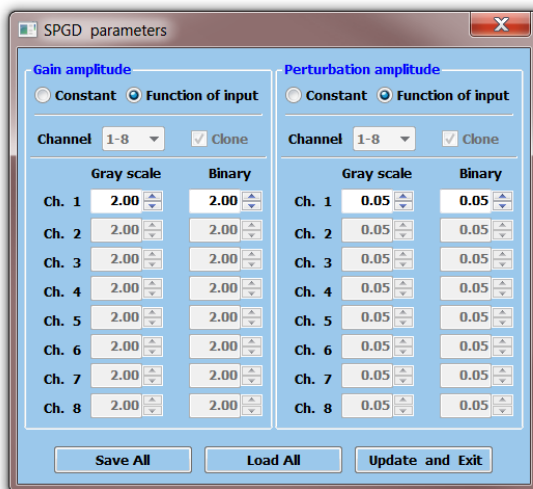 SPGD parameters
Gain amplitude
Constant Function of input
Channel 1-8 Clone
Gray scale Binary
Ch. 1 2.00 2.00
Ch. 2 2.00 2.00
Ch. 3 2.00 2.00
Ch. 4 2.00 2.00
Ch. 5 2.00 2.00
Ch. 6 2.00 2.00
Ch. 7 2.00 2.00
Ch. 8 2.00 2.00
Perturbation amplitude
Constant Function of input
Channel 1-8 Clone
Gray scale Binary
Ch. 1 0.05 0.05
Ch. 2 0.05 0.05
Ch. 3 0.05 0.05
Ch. 4 0.05 0.05
Ch. 5 0.05 0.05
Ch. 6 0.05 0.05
Ch. 7 0.05 0.05
Ch. 8 0.05 0.05
Save All Load All Update and Exit